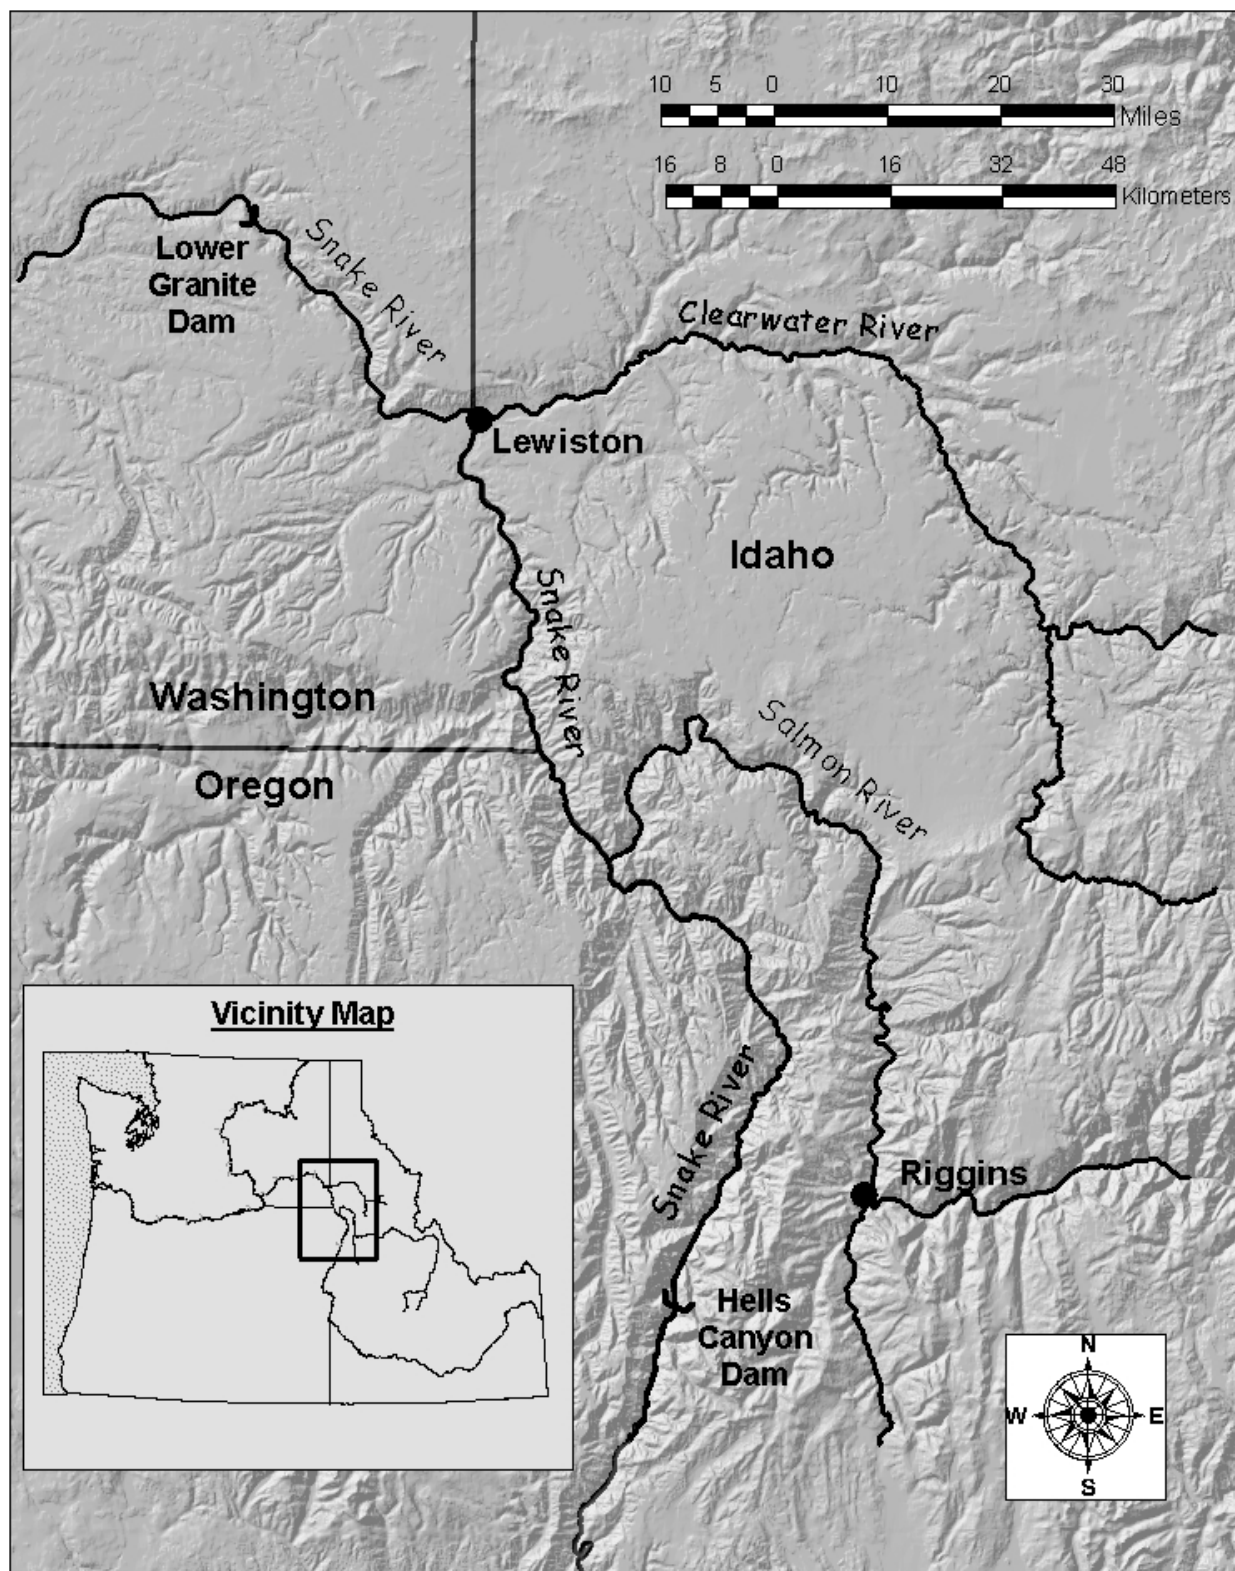 10 5 0 10 20 30
Miles
16 8 0 16 32 48
Kilometers
Snake River
Lower
Granite
Dam
Clearwater River
Lewiston
Idaho
Snake River
Washington
Salmon River
Oregon
Vicinity Map
Snake River
Riggins
Hells
Canyon
Dam
N
W E
S